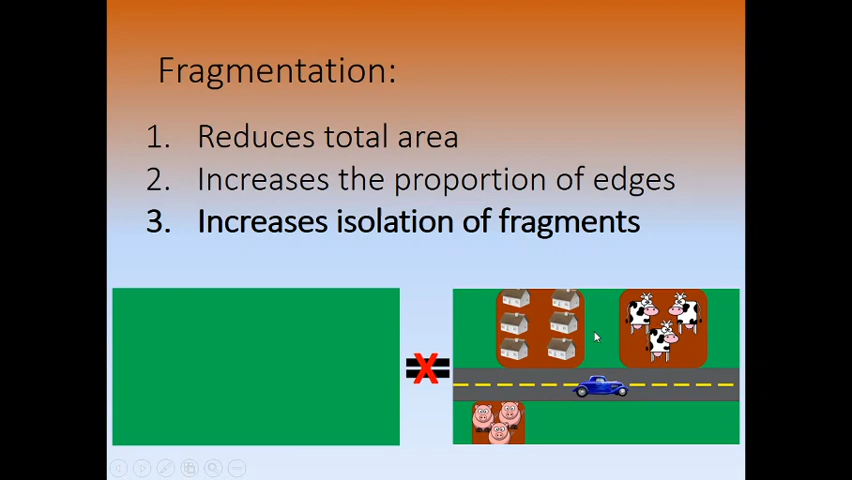 Fragmentation:
1. Reduces total area
2. Increases the proportion of edges
3. Increases isolation of fragments